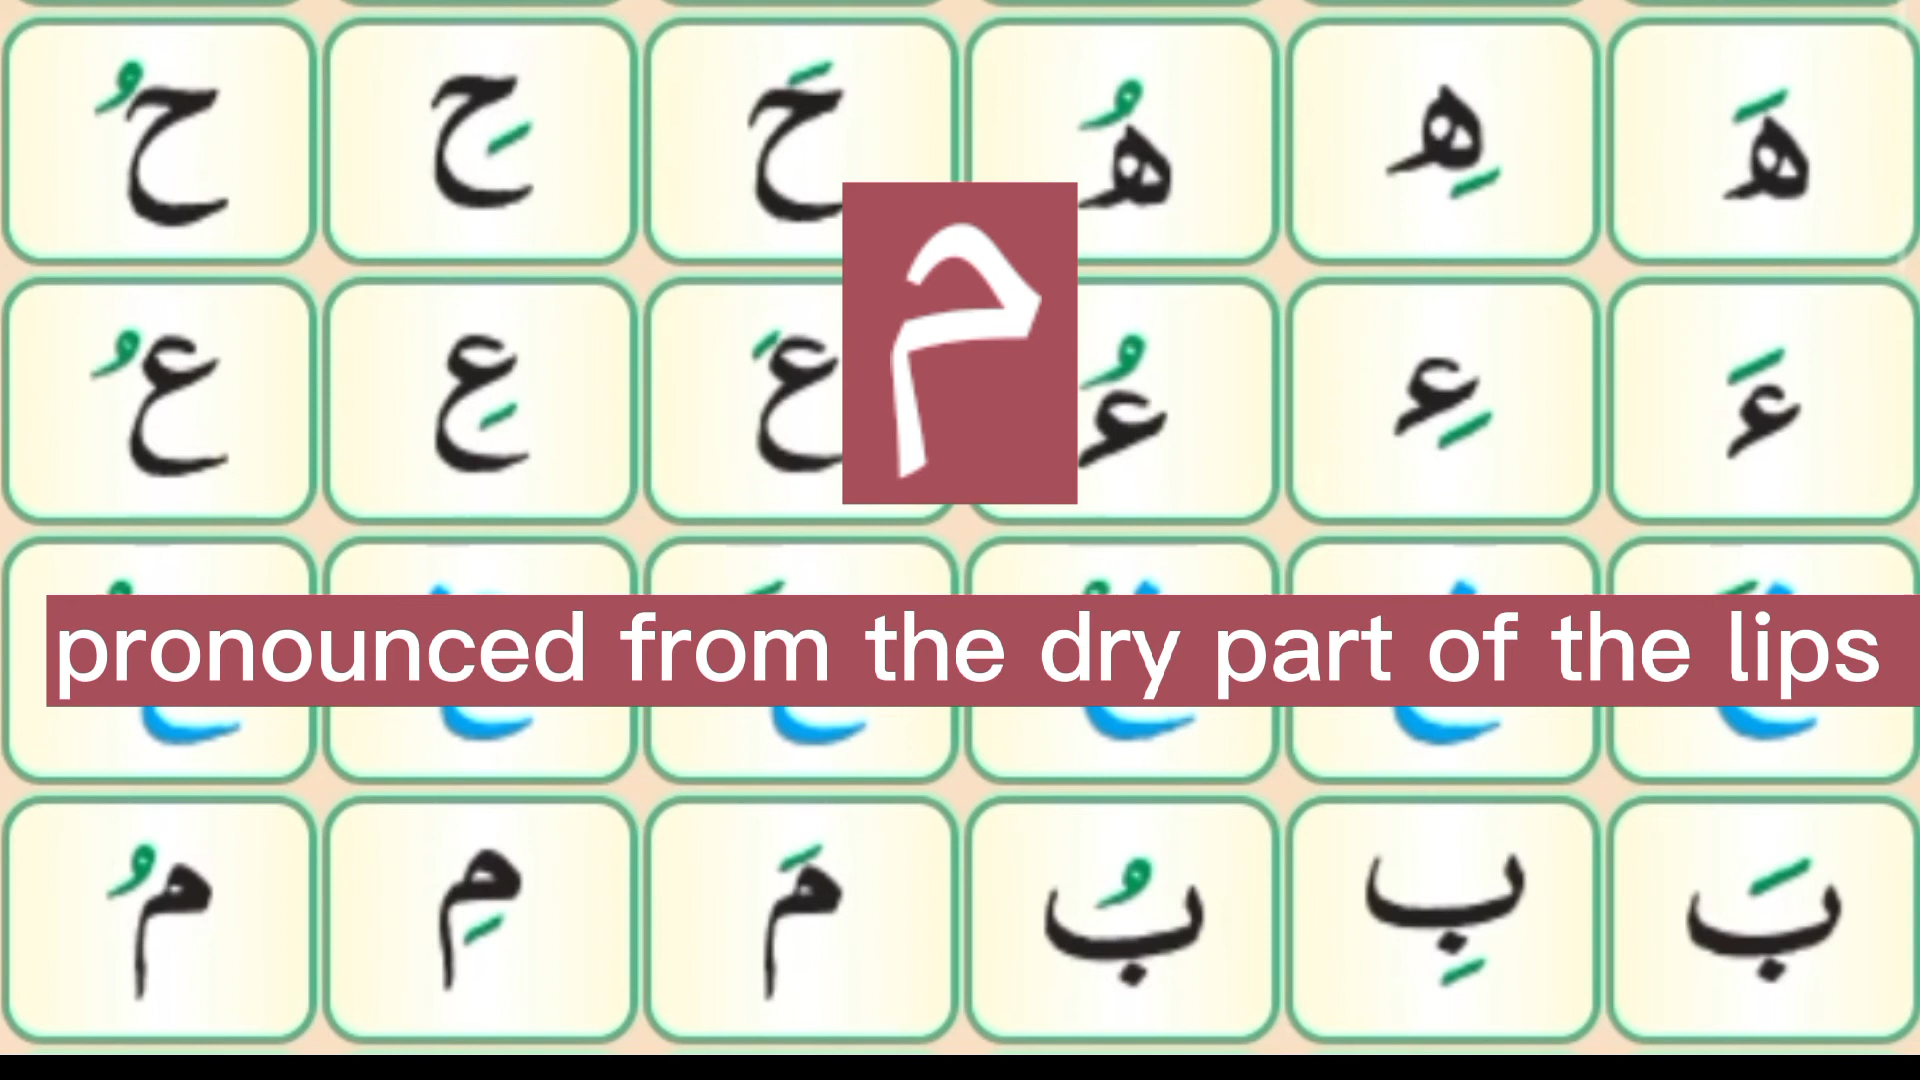 هَ هِ هُ حَ حِ حُ
م
ءَ ءِ ءُ عَ عِ عُ
pronounced from the dry part of the lips
بَ بِ بُ مَ مِ مُ